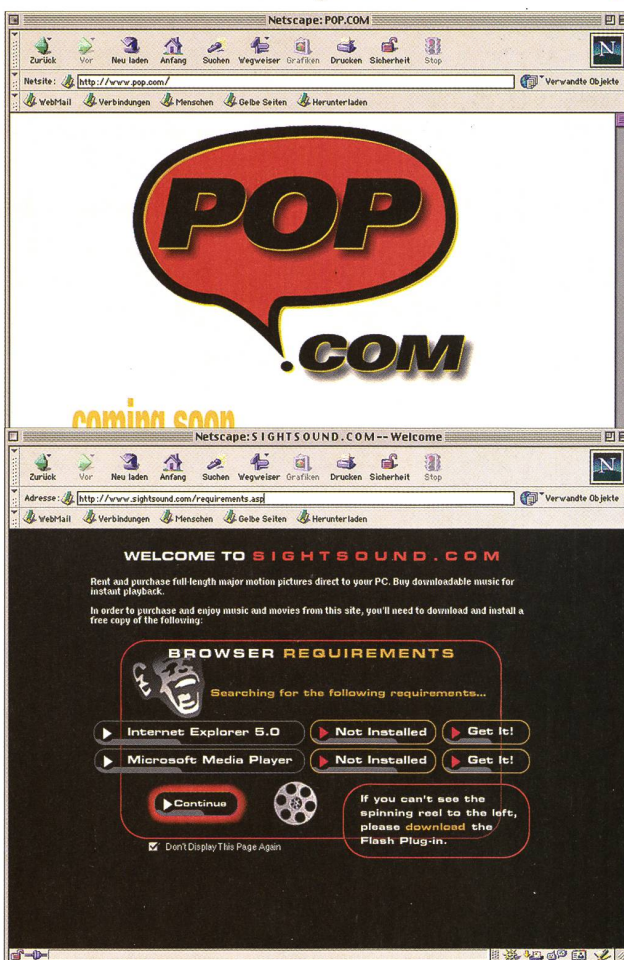 Netscape: POP.COM
Zurück Vor Neu laden Anfang Suchen Wegweiser Grafiken Drucken Sicherheit Stop
N
Netsite: http://www.pop.com/ Verwandte Objekte
WebMail Verbindungen Menschen Gelbe Seiten Herunterladen
POP
.COM
coming soon
Netscape: SIGHTSOUND.COM -- Welcome
Zurück Vor Neu laden Anfang Suchen Wegweiser Grafiken Drucken Sicherheit Stop
N
Adresse: http://www.sightsound.com/requirements.asp Verwandte Objekte
WebMail Verbindungen Menschen Gelbe Seiten Herunterladen
WELCOME TO SIGHTSOUND.COM
Rent and purchase full-length major motion pictures direct to your PC. Buy downloadable music for
instant playback.
In order to purchase and enjoy music and movies from this site, you'll need to download and install a
free copy of the following:
BROWSER REQUIREMENTS
Searching for the following requirements...
Internet Explorer 5.0 Not Installed Get It!
Microsoft Media Player Not Installed Get It!
Continue
If you can't see the
spinning reel to the left,
please download the
Flash Plug-in.
Don't Display This Page Again